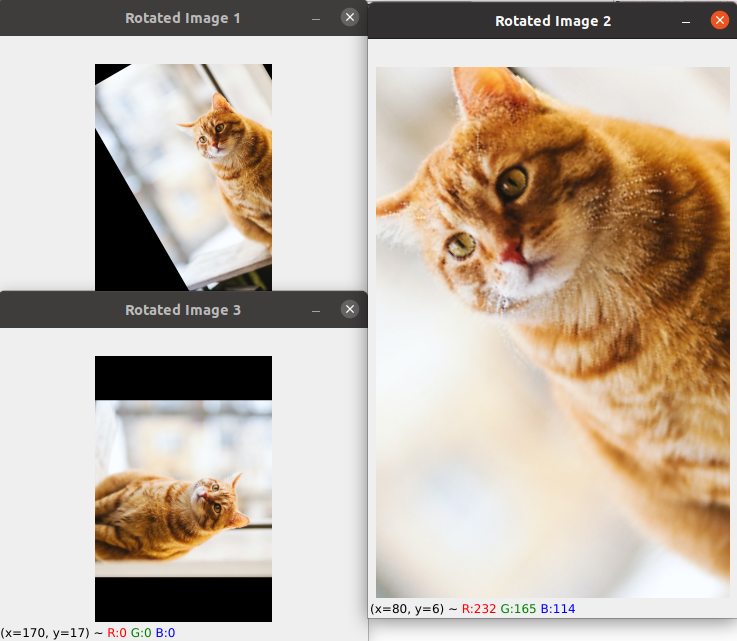 Rotated Image 1
Rotated Image 2
Rotated Image 3
(x=80, y=6) ~ R:232 G:165 B:114
(x=170, y=17) ~ R:0 G:0 B:0